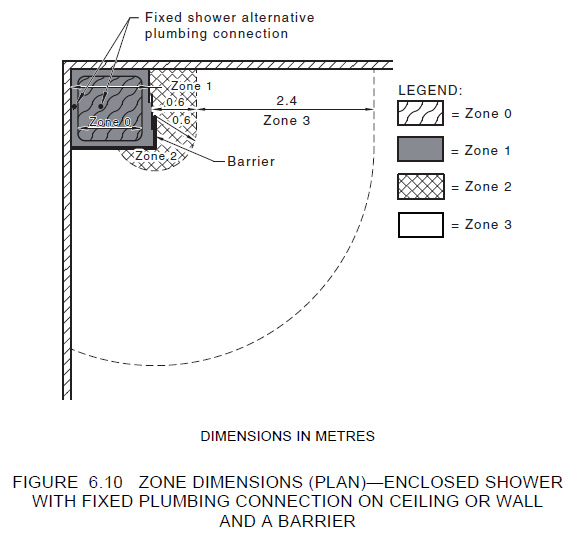 Fixed shower alternative
plumbing connection
Zone 1
0.6
2.4
0.6
Zone 3
Zone 0
Zone 2
Barrier
LEGEND:
= Zone 0
= Zone 1
= Zone 2
= Zone 3
DIMENSIONS IN METRES
FIGURE 6.10 ZONE DIMENSIONS (PLAN)—ENCLOSED SHOWER
WITH FIXED PLUMBING CONNECTION ON CEILING OR WALL
AND A BARRIER